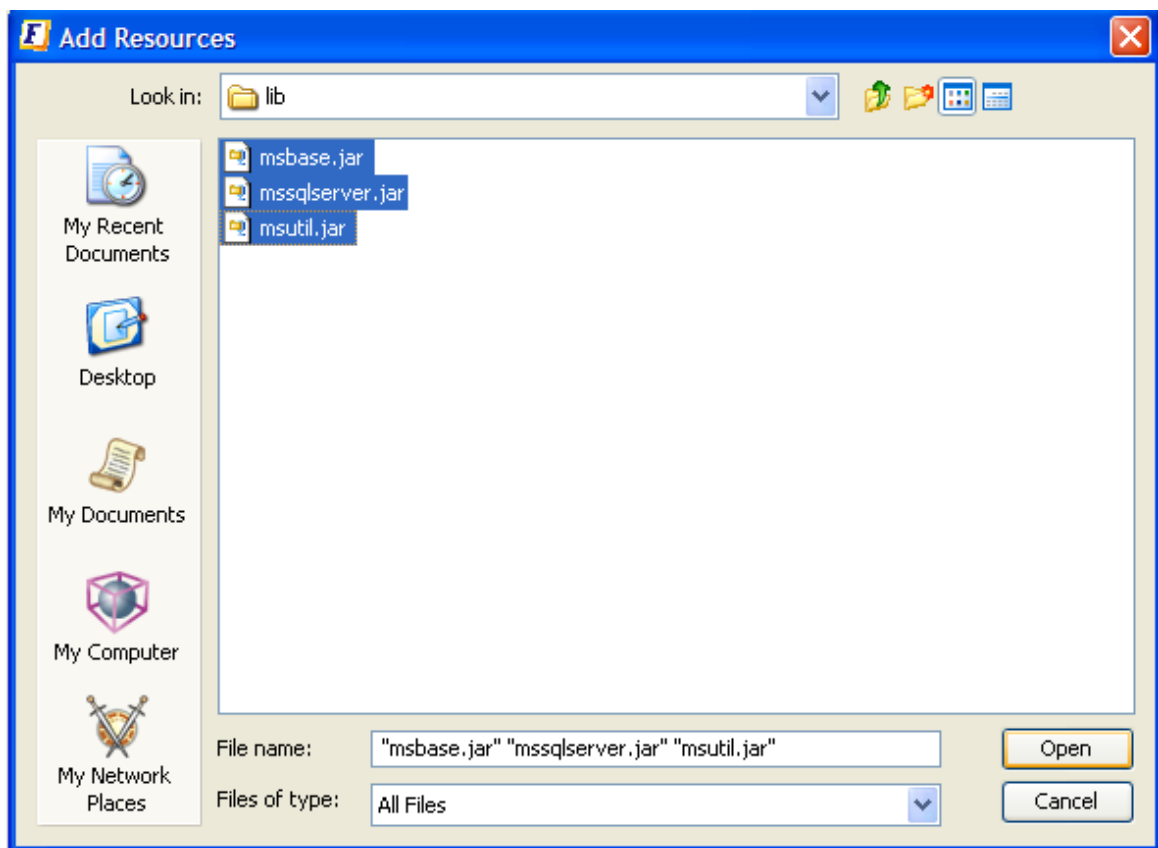 F Add Resources
Look in: lib
msbase.jar
mssqlserver.jar
msutil.jar
My Recent
Documents
Desktop
My Documents
My Computer
My Network
Places
File name: "msbase.jar" "mssqlserver.jar" "msutil.jar"
Open
Files of type: All Files
Cancel